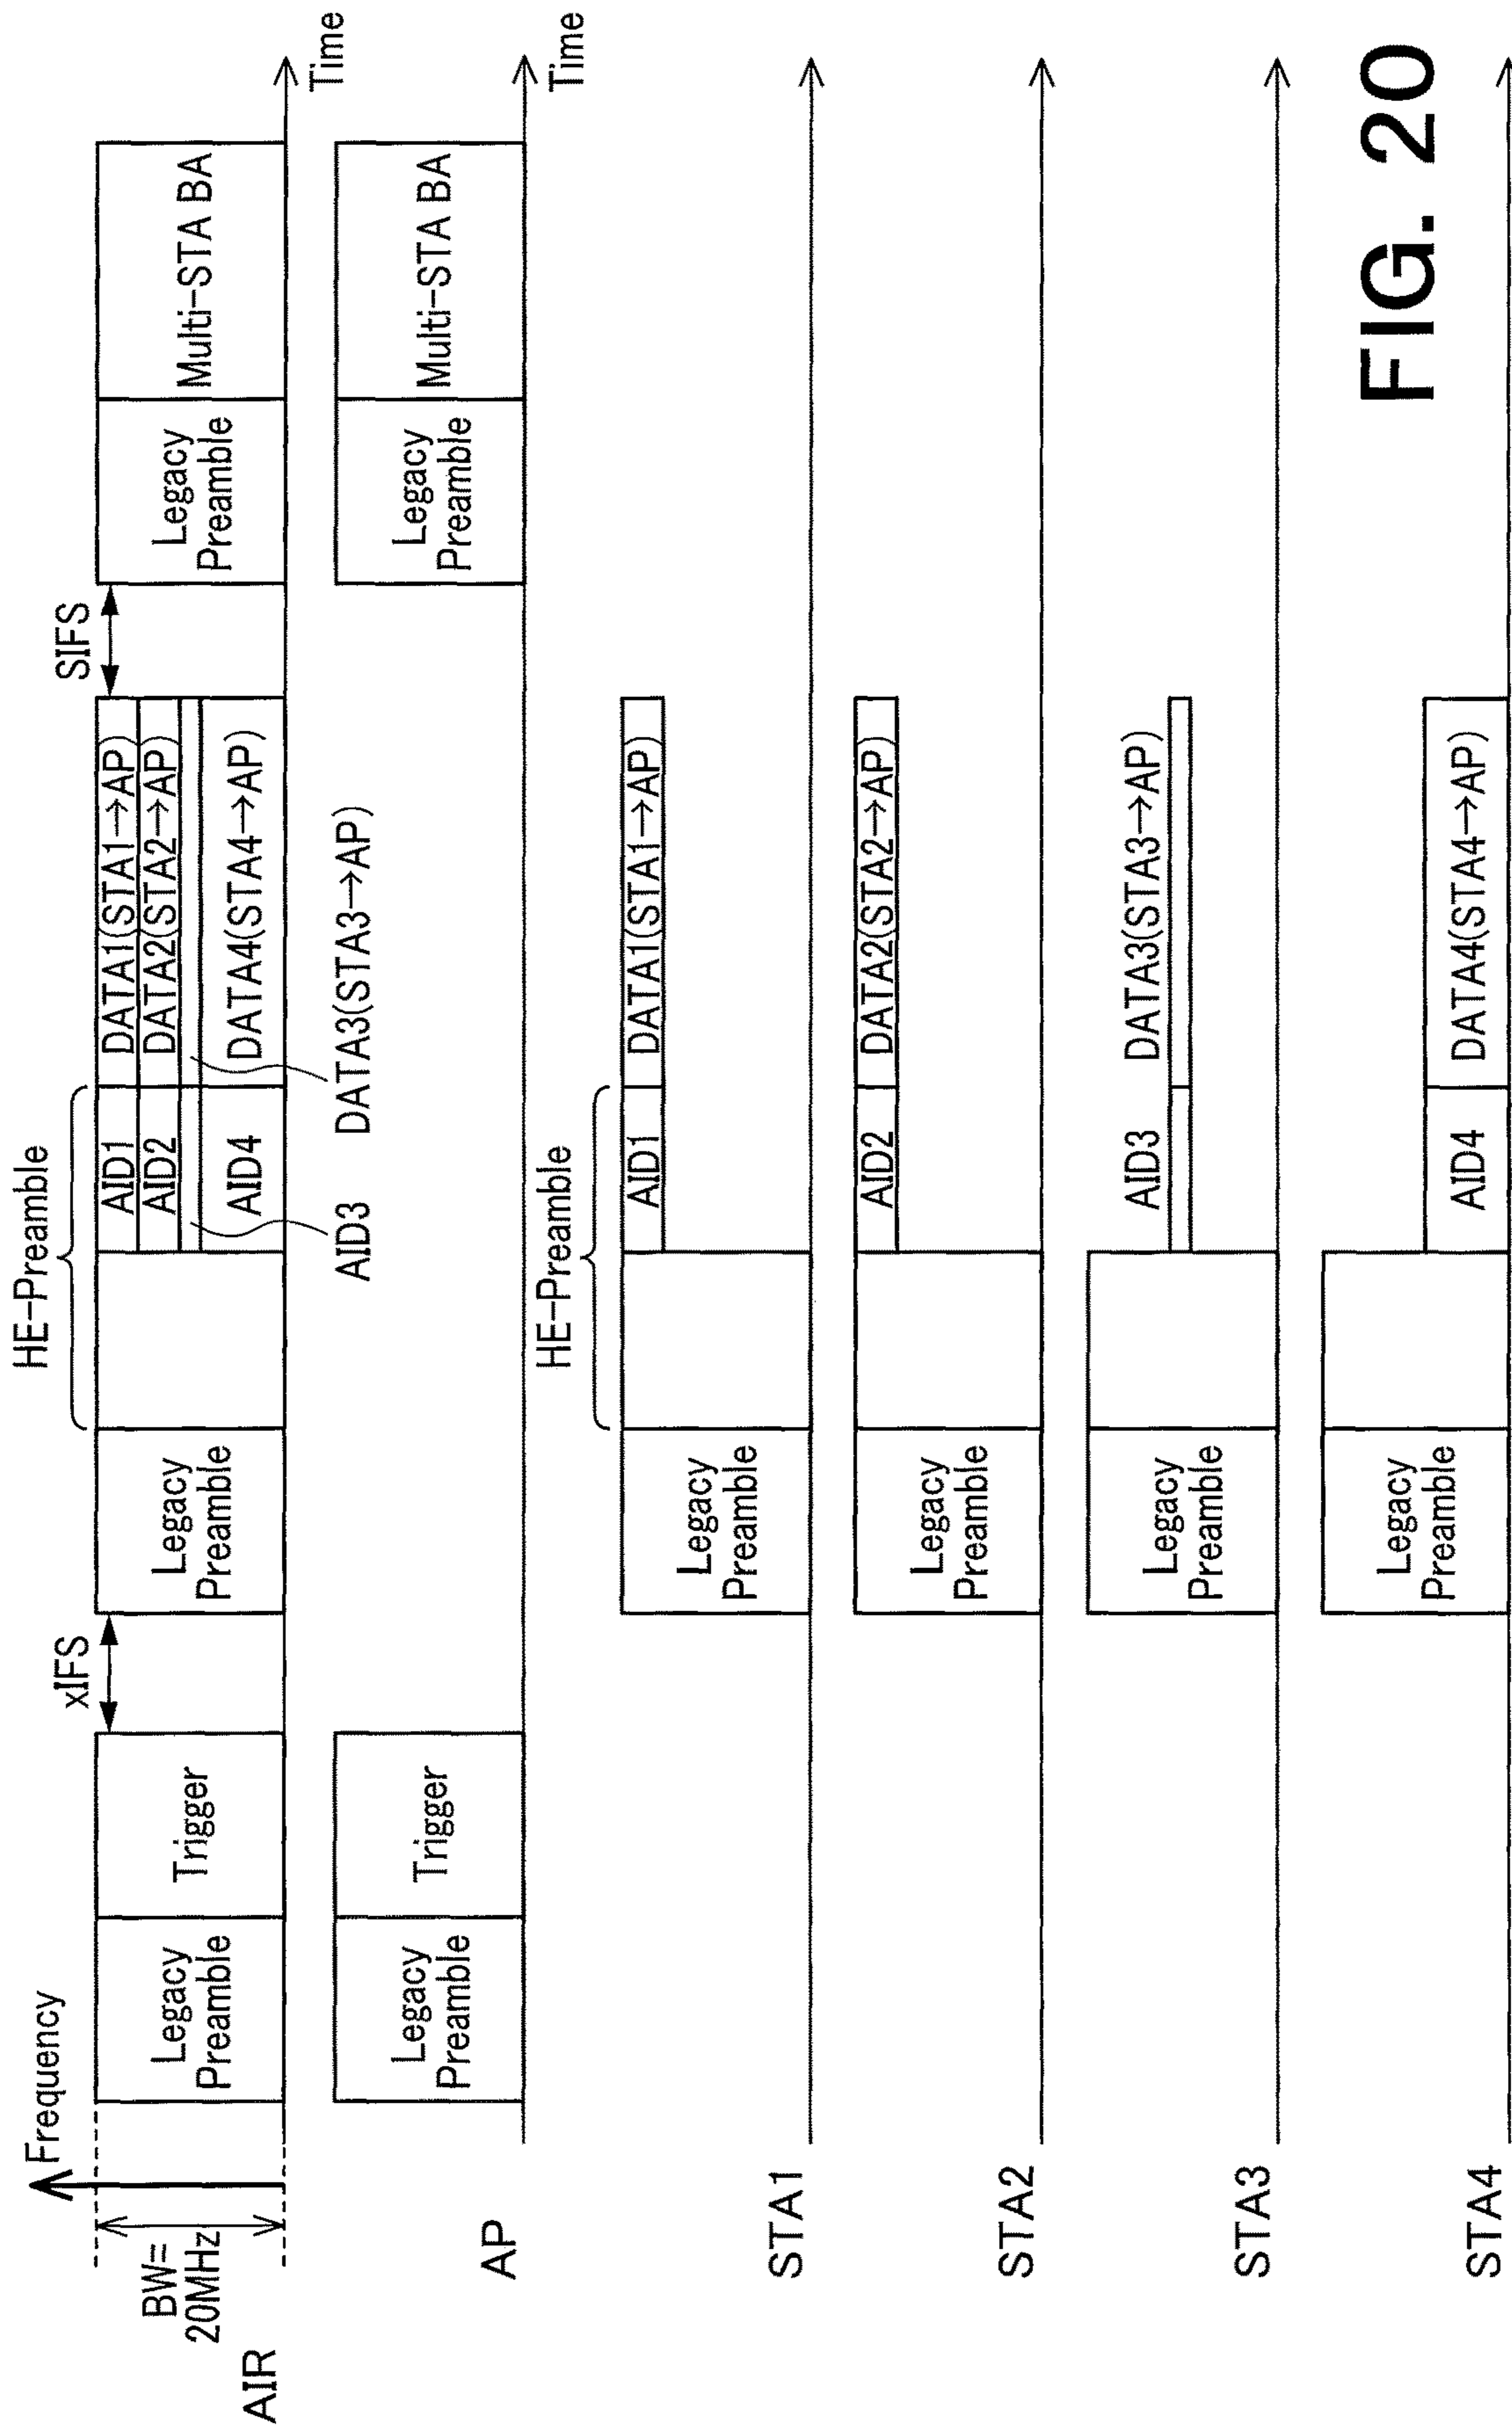 Frequency
BW=
20MHz
AIR
Legacy
Preamble
Trigger
xIFS
Legacy
Preamble
HE-Preamble
AID1
DATA1(STA1→AP)
AID2
DATA2(STA2→AP)
AID4
DATA4(STA4→AP)
AID3
DATA3(STA3→AP)
SIFS
Legacy
Preamble
Multi-STA BA
Time
AP
Legacy
Preamble
Trigger
Legacy
Preamble
Multi-STA BA
Time
HE-Preamble
STA1
Legacy
Preamble
AID1
DATA1(STA1→AP)
STA2
Legacy
Preamble
AID2
DATA2(STA2→AP)
STA3
Legacy
Preamble
AID3
DATA3(STA3→AP)
STA4
Legacy
Preamble
AID4
DATA4(STA4→AP)
FIG. 20